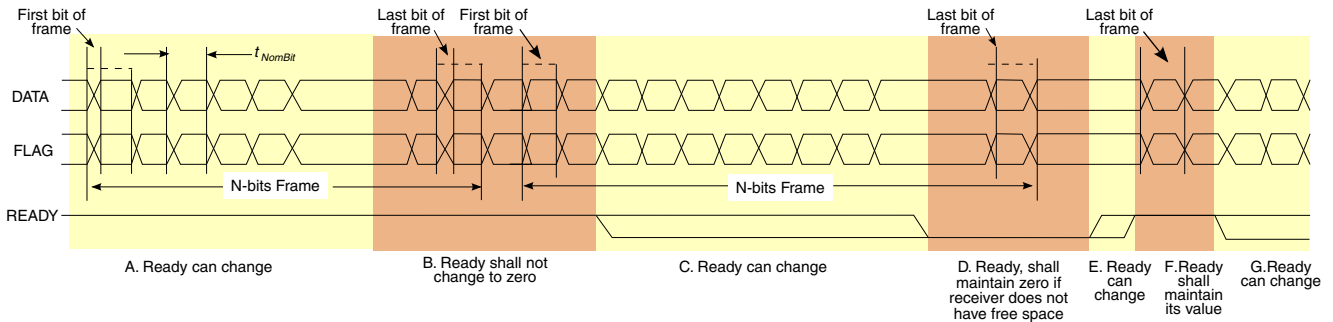 First bit of
frame
t NomBit
Last bit of
frame
First bit of
frame
Last bit of
frame
Last bit of
frame
DATA
FLAG
N-bits Frame
N-bits Frame
READY
A. Ready can change
B. Ready shall not
change to zero
C. Ready can change
D. Ready, shall
maintain zero if
receiver does not
have free space
E. Ready
can
change
F.Ready
shall
maintain
its value
G.Ready
can change